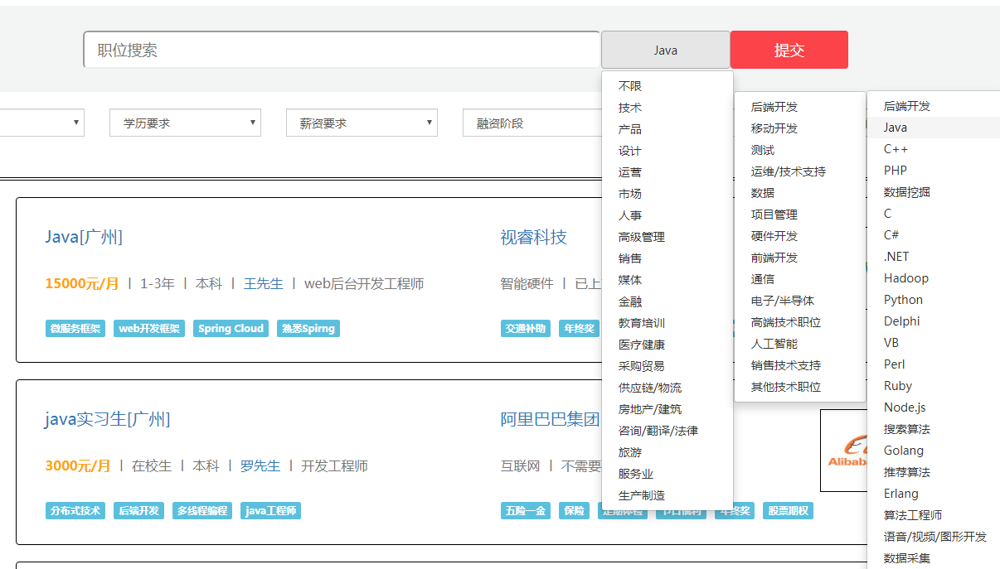 职位搜索 Java 提交
学历要求 薪资要求 融资阶段
不限
技术
产品
设计
运营
市场
人事
高级管理
销售
媒体
金融
教育培训
医疗健康
采购贸易
供应链/物流
房地产/建筑
咨询/翻译/法律
旅游
服务业
生产制造
后端开发
移动开发
测试
运维/技术支持
数据
项目管理
硬件开发
前端开发
通信
电子/半导体
高端技术职位
人工智能
销售技术支持
其他技术职位
后端开发
Java
C++
PHP
数据挖掘
C
C#
.NET
Hadoop
Python
Delphi
VB
Perl
Ruby
Node.js
搜索算法
Golang
推荐算法
Erlang
算法工程师
语音/视频/图形开发
数据采集
Java[广州] 视睿科技
15000元/月 | 1-3年 | 本科 | 王先生 | web后台开发工程师 智能硬件 | 已上
微服务框架 web开发框架 Spring Cloud 熟悉Spirng 交通补助 年终奖
java实习生[广州] 阿里巴巴集团
3000元/月 | 在校生 | 本科 | 罗先生 | 开发工程师 互联网 | 不需要
分布式技术 后端开发 多线程编程 java工程师 五险一金 保险 定期体检 节日福利 年终奖 股票期权
Alibab